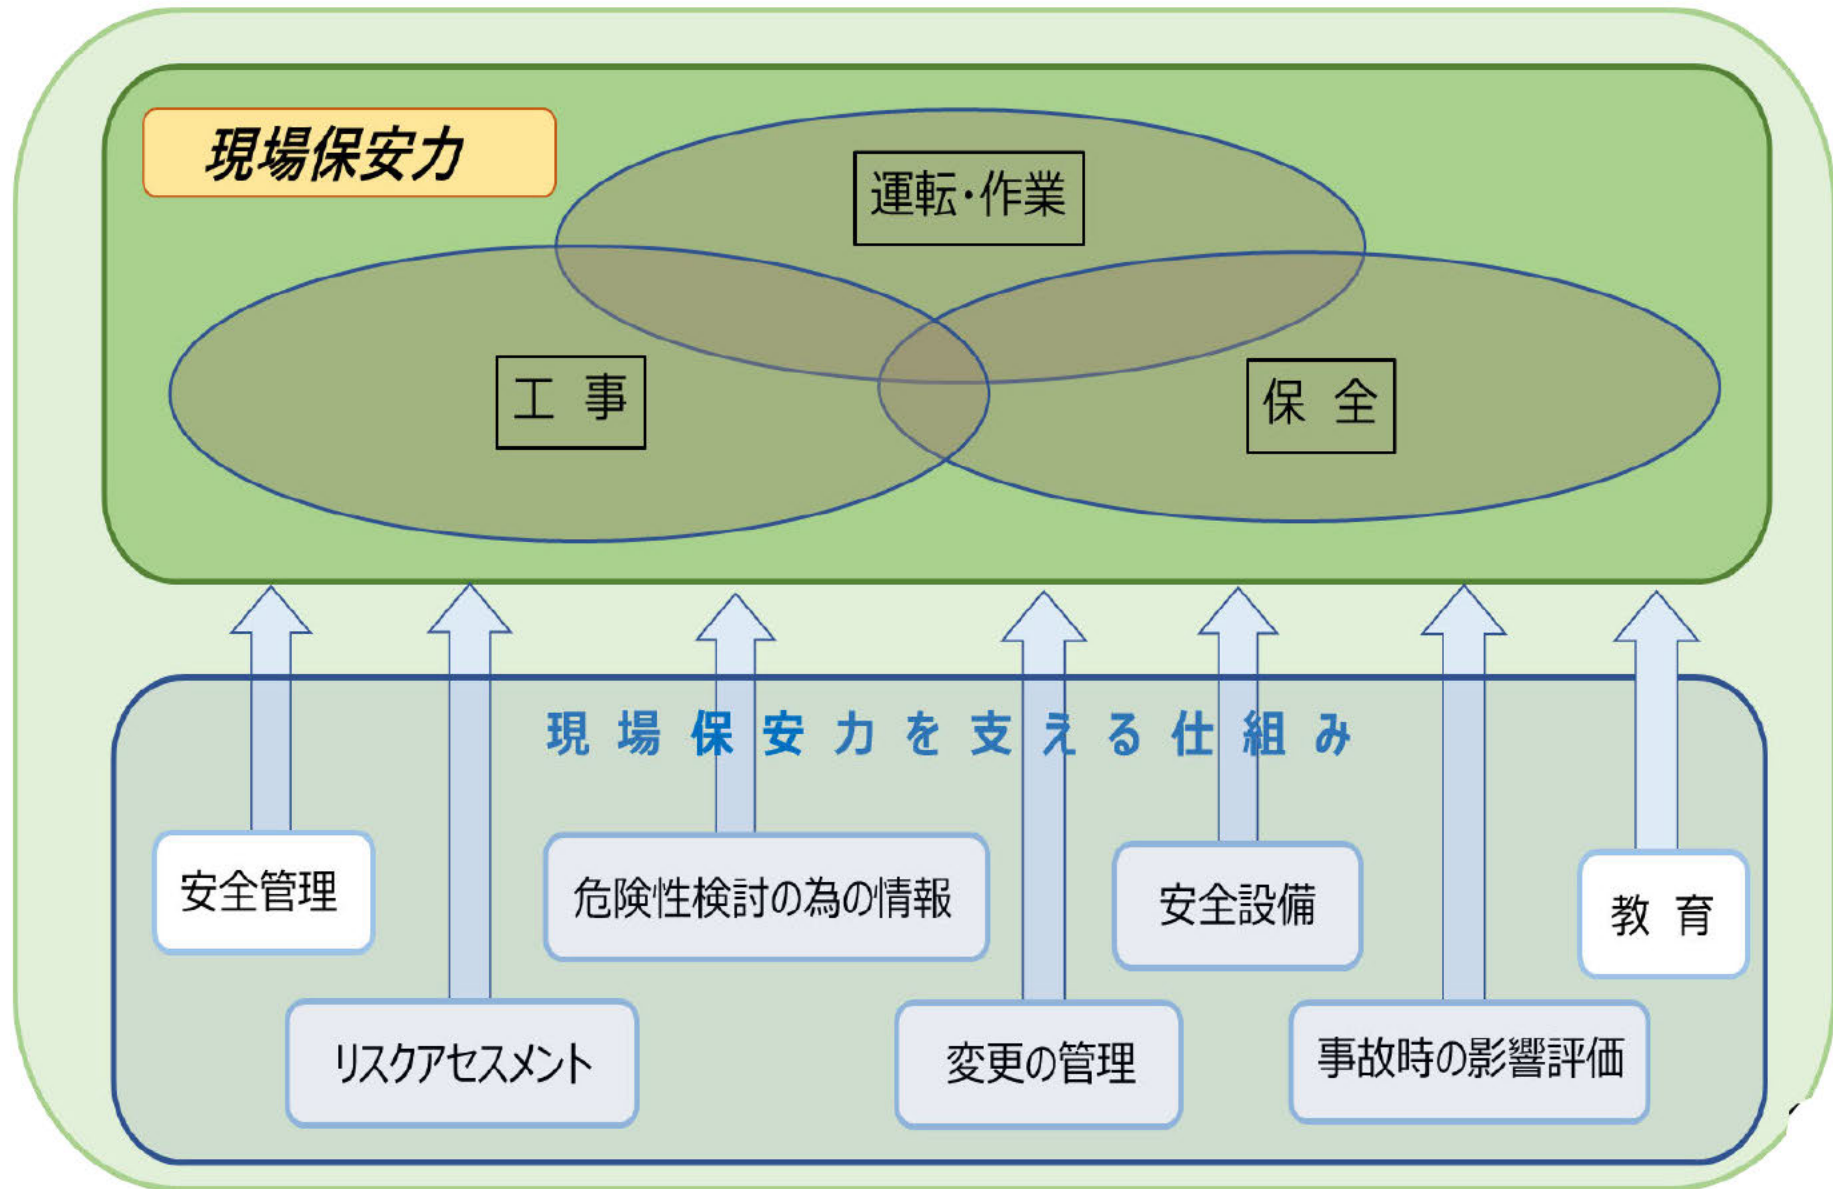 現場保安力
運転・作業
工 事
保 全
現場保安力を支える仕組み
安全管理
危険性検討の為の情報
安全設備
教 育
リスクアセスメント
変更の管理
事故時の影響評価